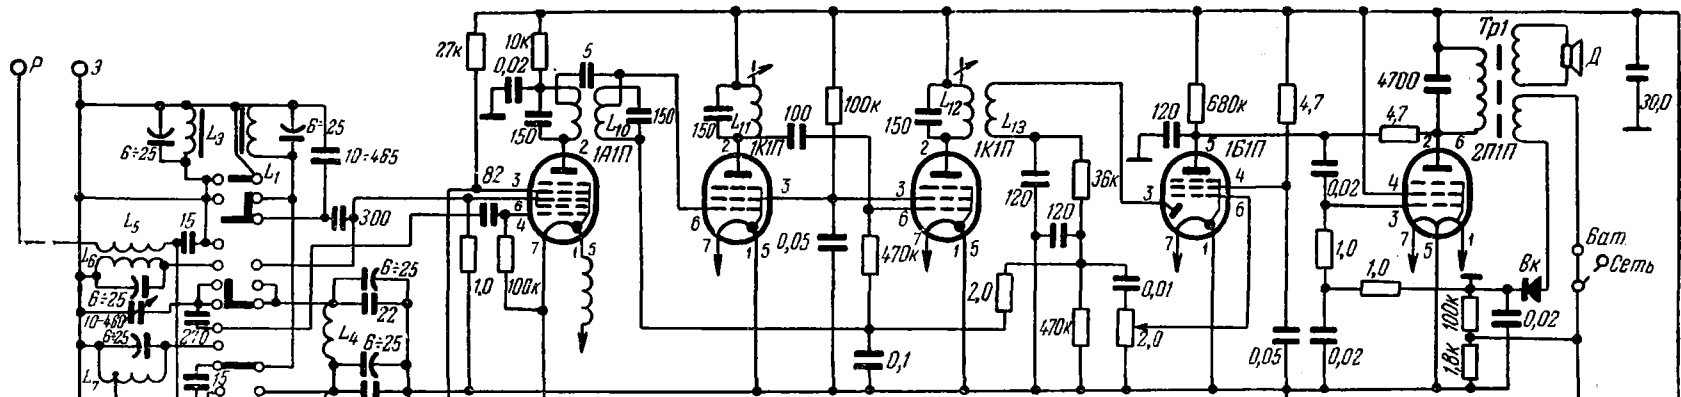 Р
З
27к
10к
0,02
5
150
150
L10
2
1А1П
82
3
6
4
7
1
5
1,0
100к
L3
6÷25
6÷25
10÷465
L1
300
L5
15
L6
6÷25
10-460
270
6÷25
L7
15
L4
6÷25
22
6÷25
150
L11
2
1К1П
100
100к
3
6
7
1
5
0,05
470к
0,1
150
L12
2
1К1П
3
6
7
1
5
L13
120
36к
120
2,0
470к
0,01
2,0
120
680к
5
1Б1П
3
4
6
7
1
4,7
0,05
0,02
1,0
0,02
4,7
4700
2
6
2П1П
4
3
7
5
1
1,0
Тр1
Д
30,0
Вк
100к
1,8к
0,02
Бат.
Сеть